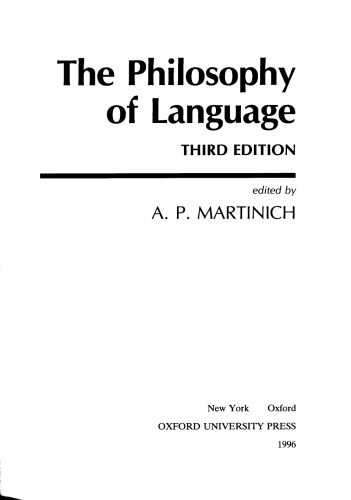 The Philosophy
of Language
THIRD EDITION
edited by
A. P. MARTINICH
New York Oxford
OXFORD UNIVERSITY PRESS
1996